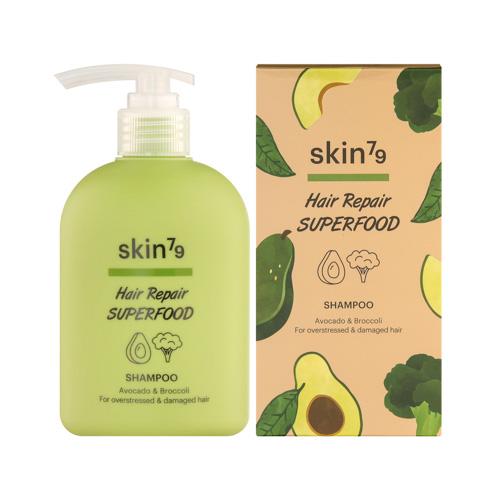 skin79
Hair Repair
SUPERFOOD
SHAMPOO
Avocado & Broccoli
For overstressed & damaged hair
skin79
Hair Repair
SUPERFOOD
SHAMPOO
Avocado & Broccoli
For overstressed & damaged hair